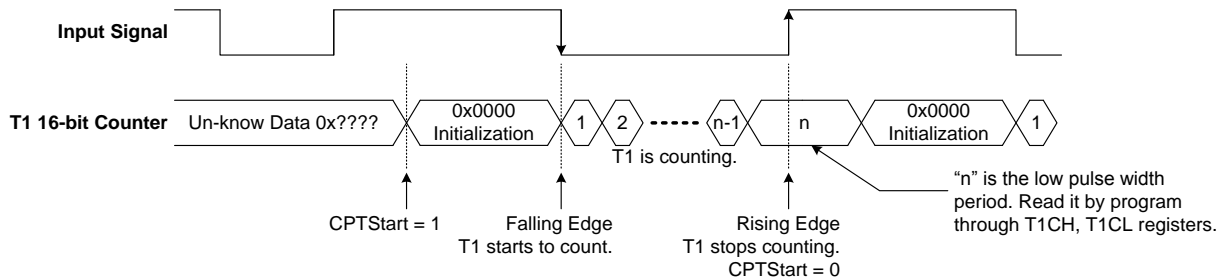 Input Signal
T1 16-bit Counter
Un-know Data 0x????
0x0000
Initialization
1
2
n-1
n
0x0000
Initialization
1
T1 is counting.
CPTStart = 1
Falling Edge
T1 starts to count.
Rising Edge
T1 stops counting.
CPTStart = 0
“n” is the low pulse width
period. Read it by program
through T1CH, T1CL registers.